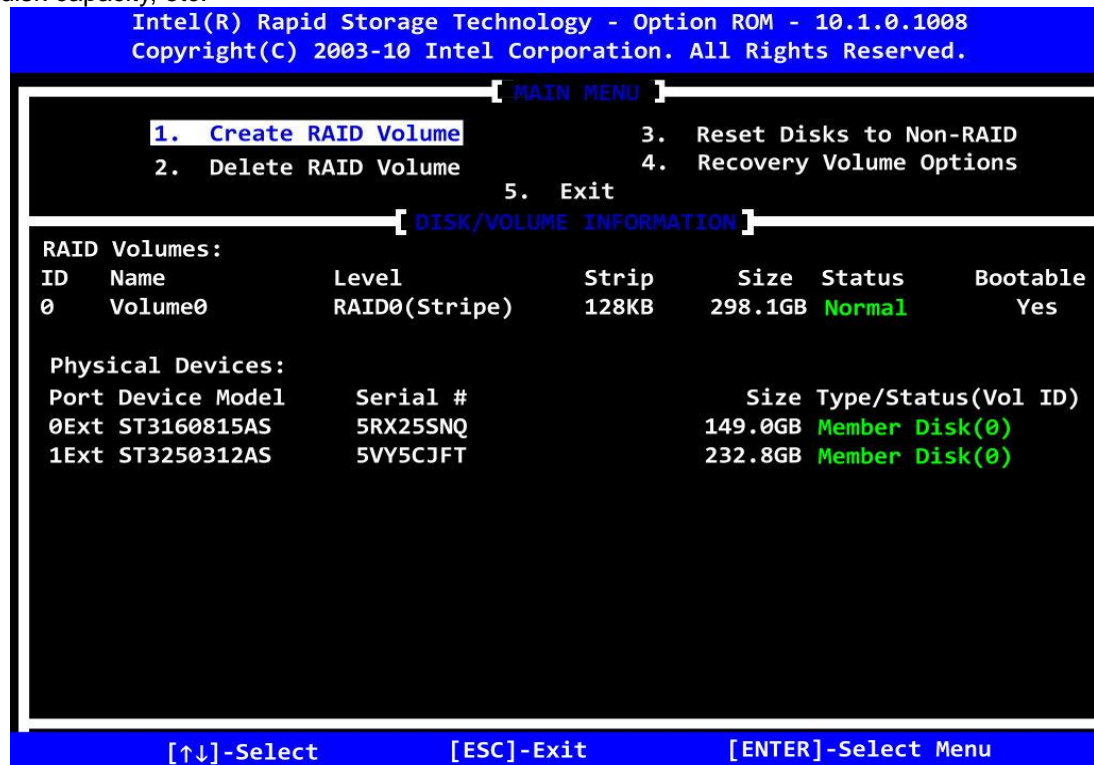 disk capacity, etc.
Intel(R) Rapid Storage Technology - Option ROM - 10.1.0.1008
Copyright(C) 2003-10 Intel Corporation. All Rights Reserved.
[ MAIN MENU ]
1. Create RAID Volume 3. Reset Disks to Non-RAID
2. Delete RAID Volume 4. Recovery Volume Options
5. Exit
[ DISK/VOLUME INFORMATION ]
RAID Volumes:
ID Name Level Strip Size Status Bootable
0 Volume0 RAID0(Stripe) 128KB 298.1GB Normal Yes
Physical Devices:
Port Device Model Serial # Size Type/Status(Vol ID)
0Ext ST3160815AS 5RX25SNQ 149.0GB Member Disk(0)
1Ext ST3250312AS 5VY5CJFT 232.8GB Member Disk(0)
[↑↓]-Select [ESC]-Exit [ENTER]-Select Menu